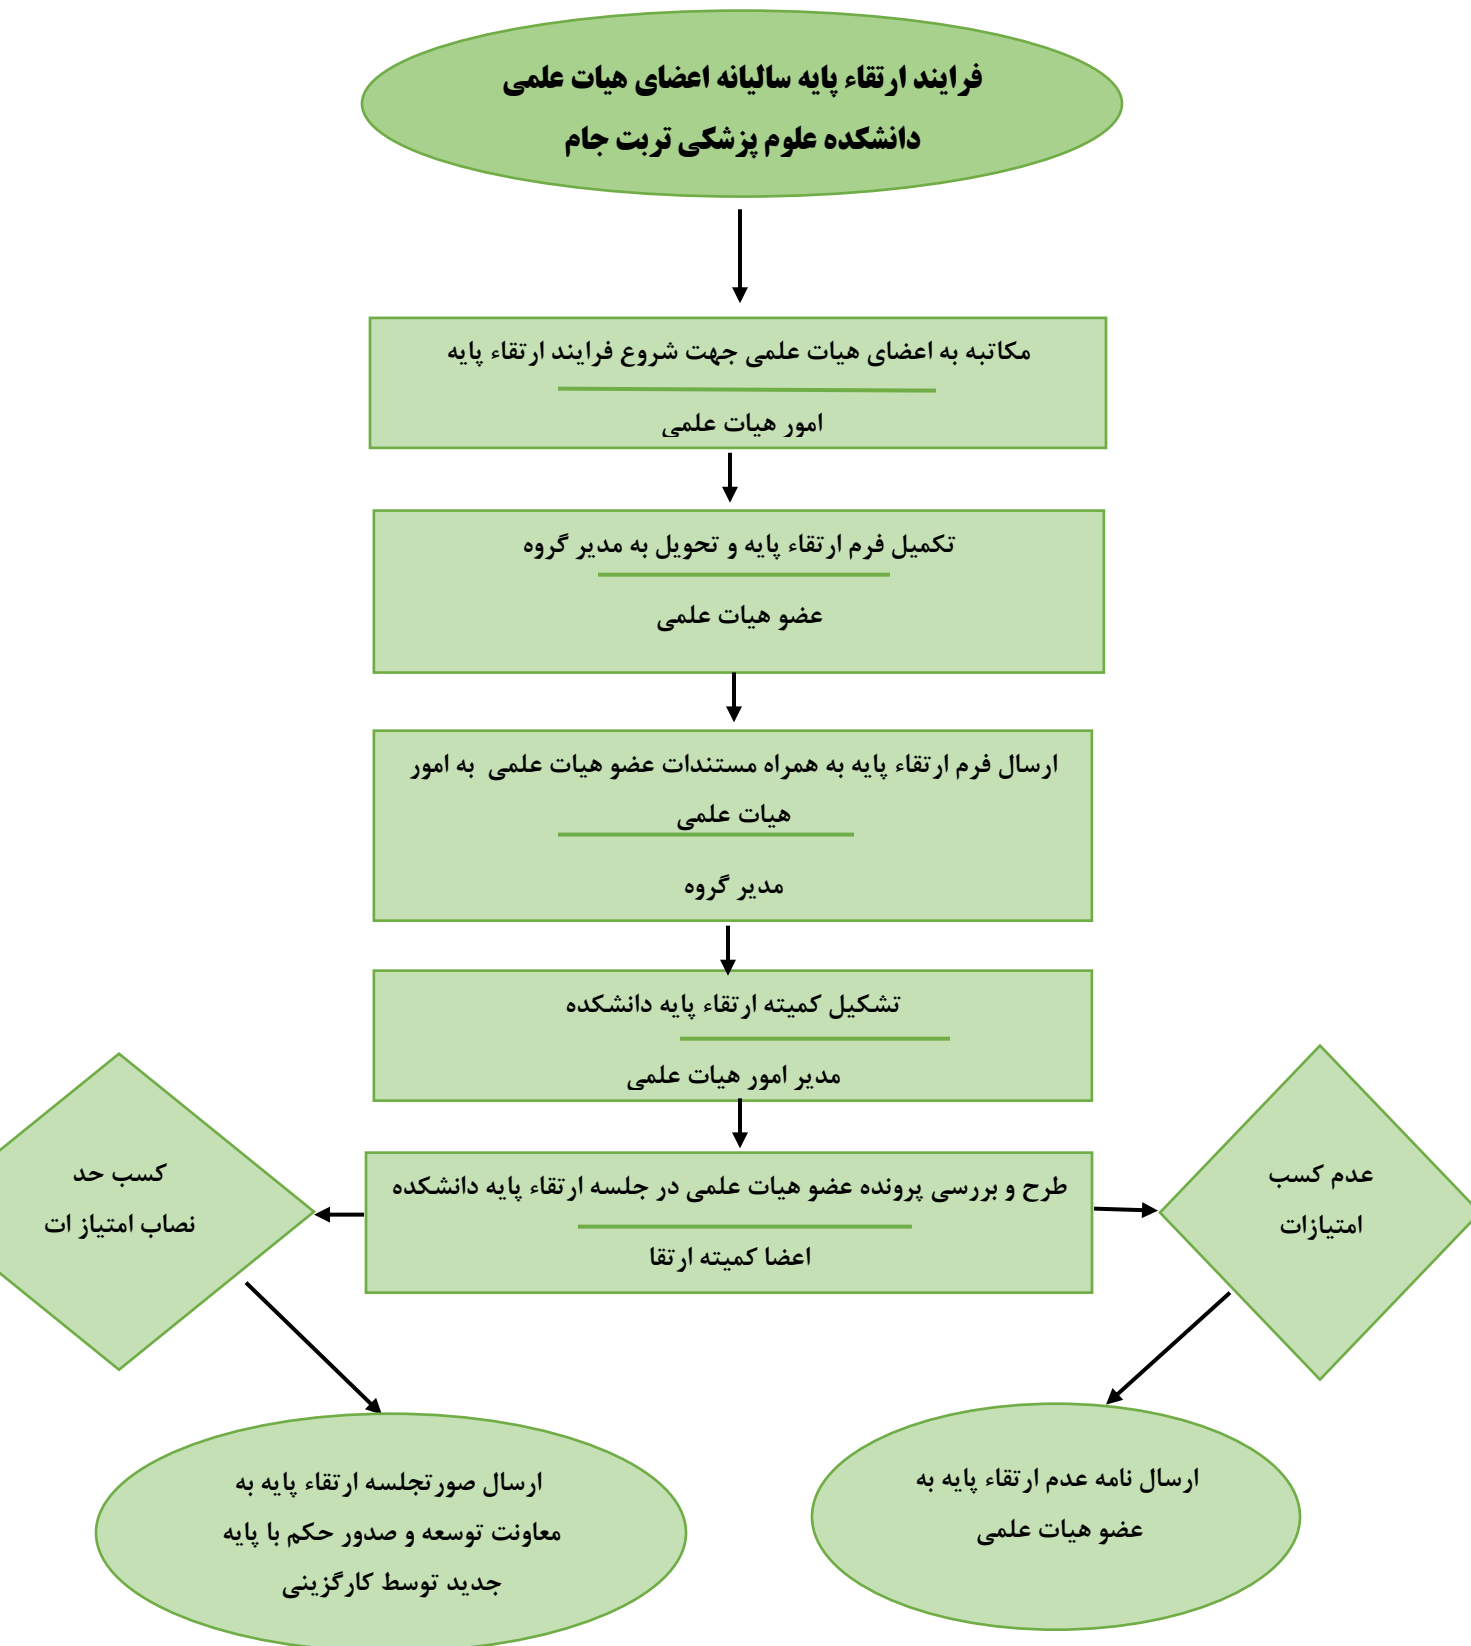 فرایند ارتقاء پایه سالیانه اعضای هیات علمی
دانشکده علوم پزشکی تربت جام
مکاتبه به اعضای هیات علمی جهت شروع فرایند ارتقاء پایه
امور هیات علمی
تکمیل فرم ارتقاء پایه و تحویل به مدیر گروه
عضو هیات علمی
ارسال فرم ارتقاء پایه به همراه مستندات عضو هیات علمی به امور
هیات علمی
مدیر گروه
تشکیل کمیته ارتقاء پایه دانشکده
مدیر امور هیات علمی
طرح و بررسی پرونده عضو هیات علمی در جلسه ارتقاء پایه دانشکده
اعضا کمیته ارتقا
عدم کسب
امتیازات
کسب حد
نصاب امتیاز ات
ارسال نامه عدم ارتقاء پایه به
عضو هیات علمی
ارسال صورتجلسه ارتقاء پایه به
معاونت توسعه و صدور حکم با پایه
جدید توسط کارگزینی